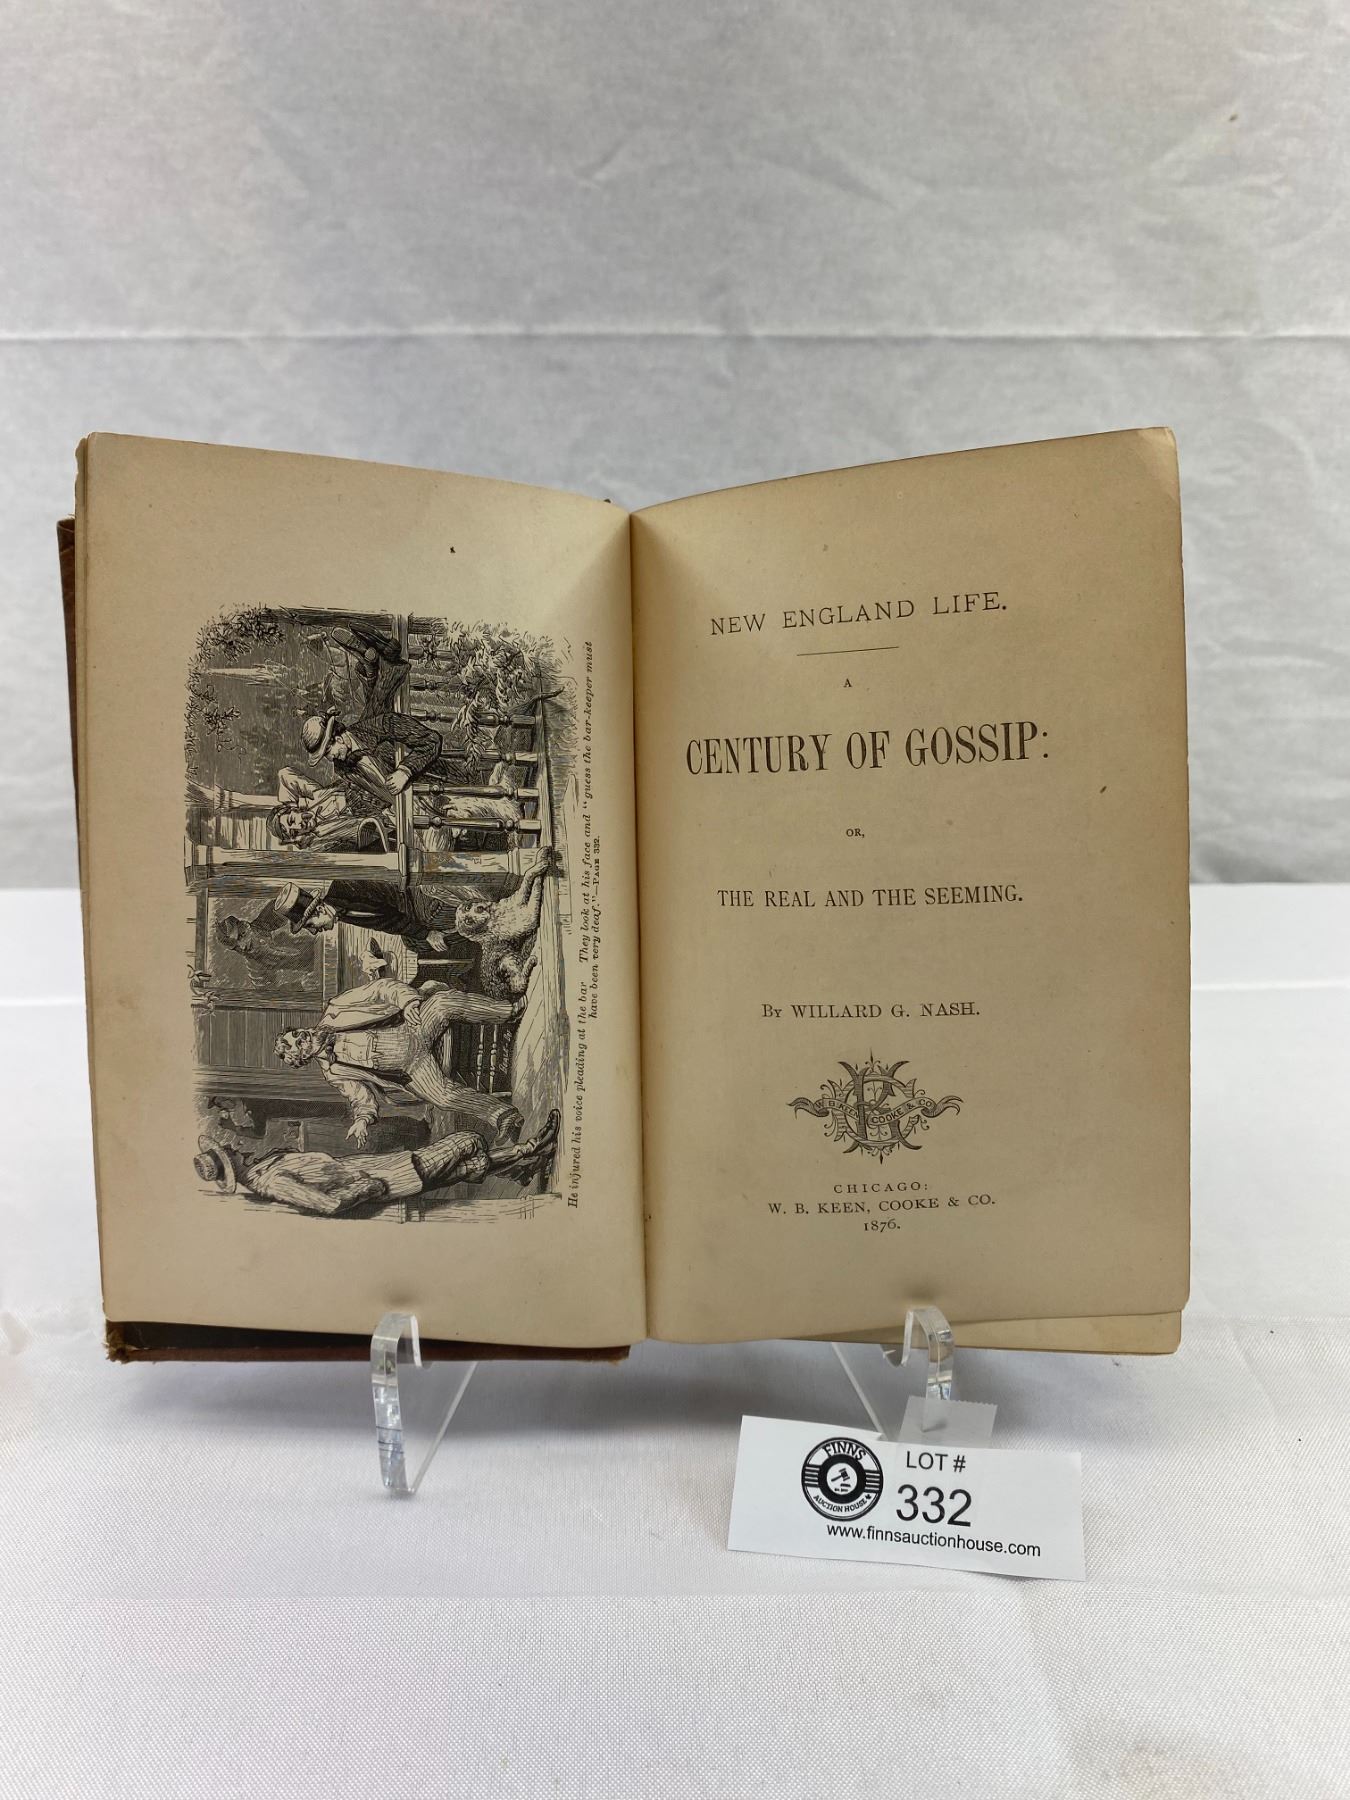 He injured his voice pleading at the bar   They look at his face and “guess the bar-keeper must
have been very deaf.”—PAGE 332.
NEW ENGLAND LIFE.
A
CENTURY OF GOSSIP:
OR,
THE REAL AND THE SEEMING.
By WILLARD G. NASH.
W. B. KEEN COOKE & CO.
CHICAGO:
W. B. KEEN, COOKE & CO.
1876.
FINNS
AUCTION HOUSE
LOT #
332
www.finnsauctionhouse.com